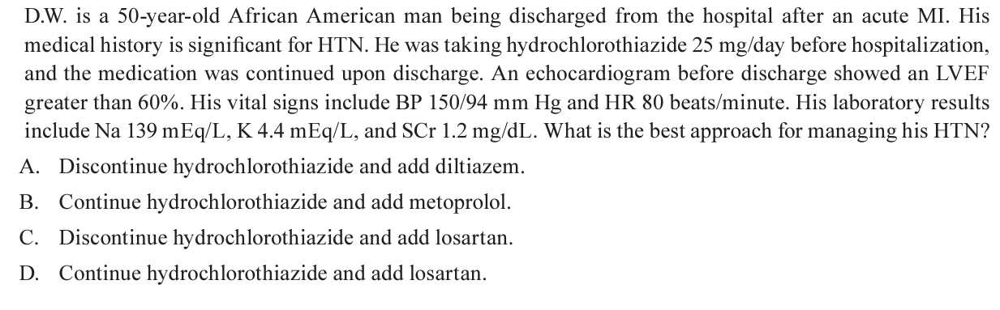 D.W. is a 50-year-old African American man being discharged from the hospital after an acute MI. His
medical history is significant for HTN. He was taking hydrochlorothiazide 25 mg/day before hospitalization,
and the medication was continued upon discharge. An echocardiogram before discharge showed an LVEF
greater than 60%. His vital signs include BP 150/94 mm Hg and HR 80 beats/minute. His laboratory results
include Na 139 mEq/L, K 4.4 mEq/L, and SCr 1.2 mg/dL. What is the best approach for managing his HTN?
A. Discontinue hydrochlorothiazide and add diltiazem.
B. Continue hydrochlorothiazide and add metoprolol.
C. Discontinue hydrochlorothiazide and add losartan.
D. Continue hydrochlorothiazide and add losartan.